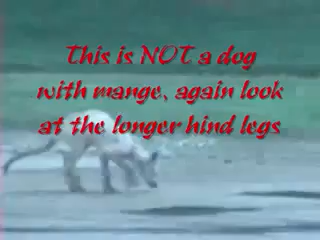 This is NOT a dog
with mange, again look
at the longer hind legs